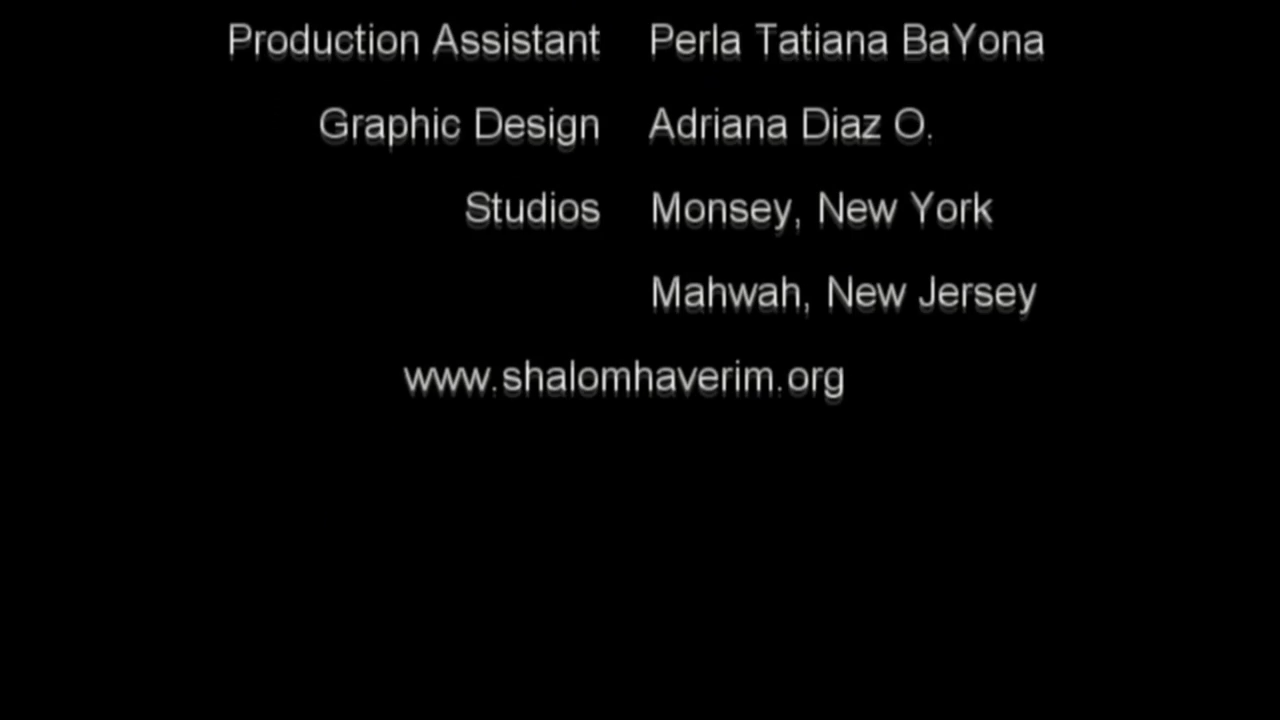 Production Assistant Perla Tatiana BaYona
Graphic Design Adriana Diaz O.
Studios Monsey, New York
Mahwah, New Jersey
www.shalomhaverim.org